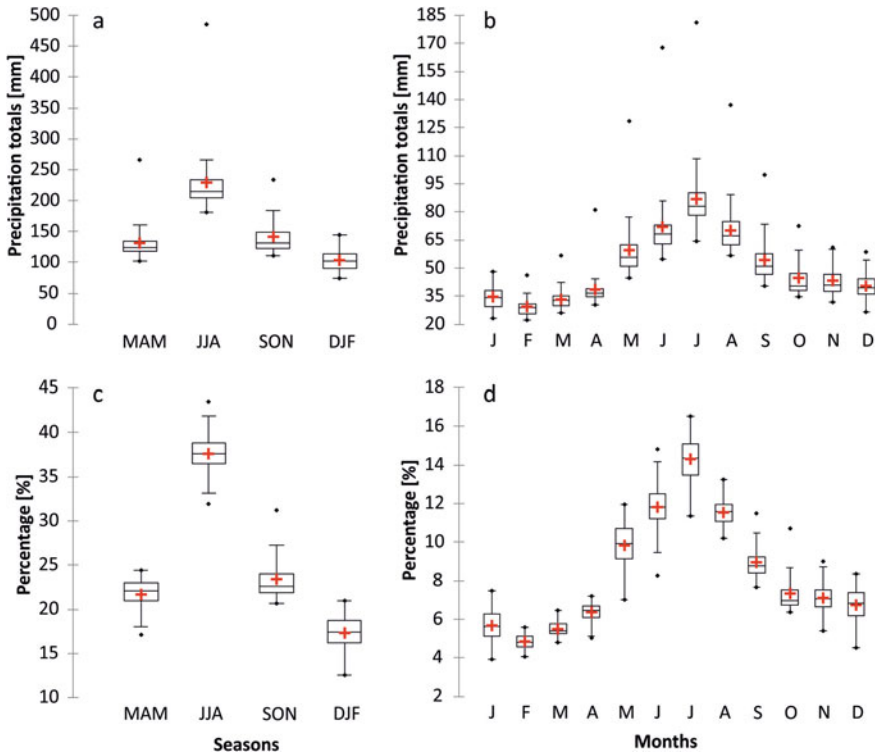 a
Precipitation totals [mm]
500
450
400
350
300
250
200
150
100
50
0
MAM JJA SON DJF
b
Precipitation totals [mm]
185
170
155
140
125
110
95
80
65
50
35
20
J F M A M J J A S O N D
c
Percentage [%]
45
40
35
30
25
20
15
10
MAM JJA SON DJF
Seasons
d
Percentage [%]
18
16
14
12
10
8
6
4
2
J F M A M J J A S O N D
Months